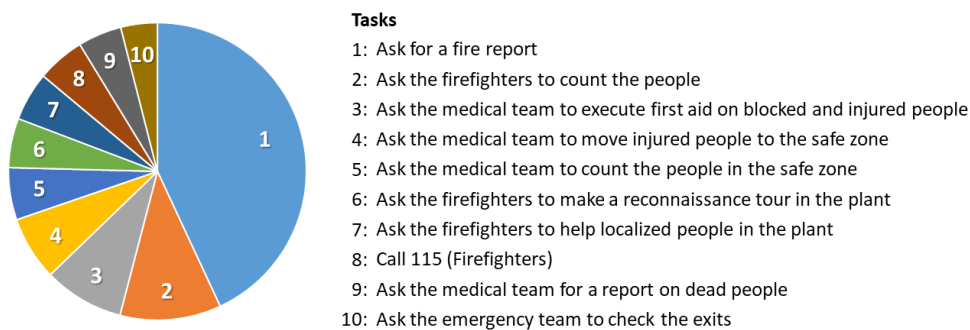 1
2
3
4
5
6
7
8
9
10
Tasks
1: Ask for a fire report
2: Ask the firefighters to count the people
3: Ask the medical team to execute first aid on blocked and injured people
4: Ask the medical team to move injured people to the safe zone
5: Ask the medical team to count the people in the safe zone
6: Ask the firefighters to make a reconnaissance tour in the plant
7: Ask the firefighters to help localized people in the plant
8: Call 115 (Firefighters)
9: Ask the medical team for a report on dead people
10: Ask the emergency team to check the exits